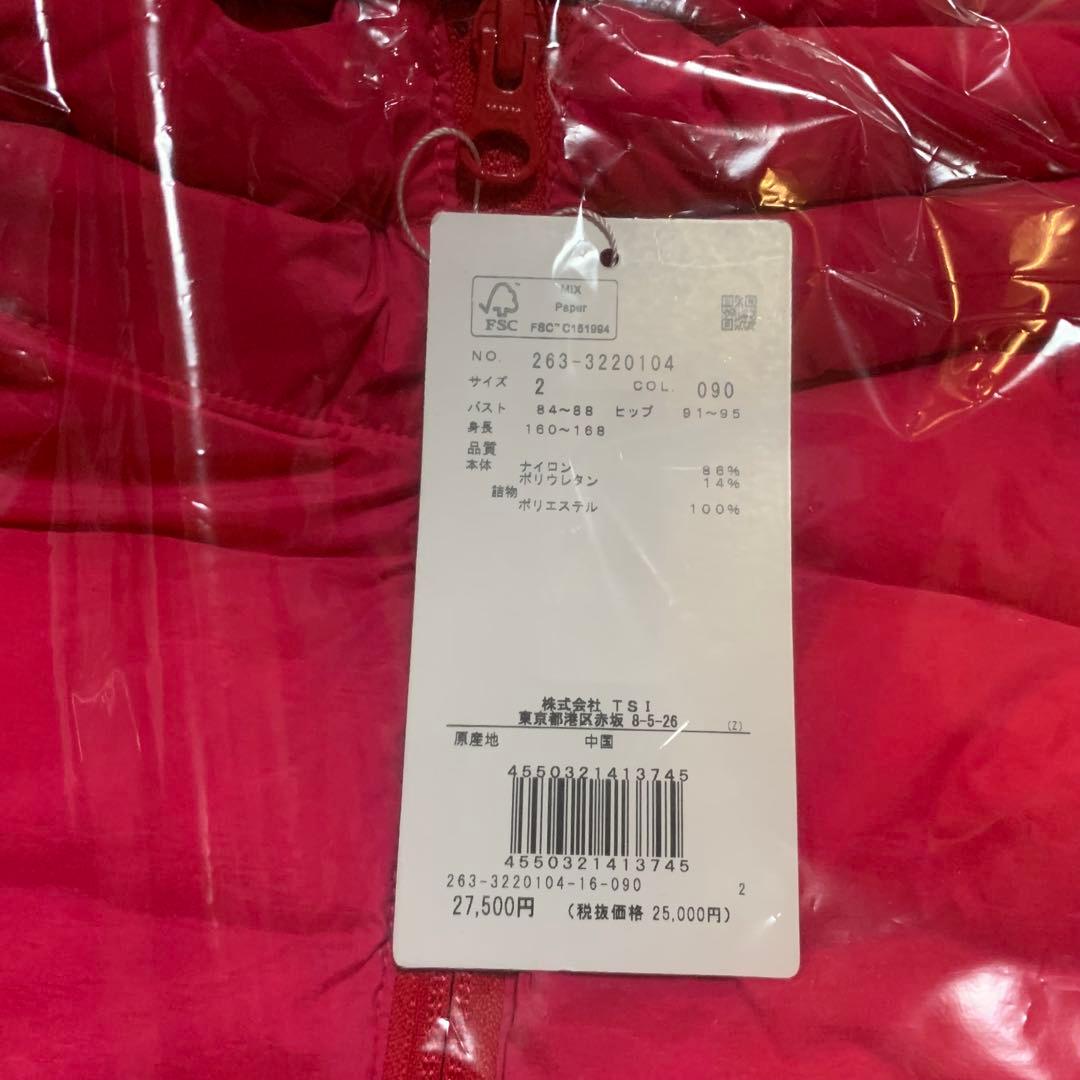 FSC
MIX
Paper
FSC™ C151994
NO. 263-3220104
サイズ 2 COL. 090
バスト 84~88 ヒップ 91~95
身長 160~168
品質
本体 ナイロン 86%
ポリウレタン 14%
詰物
ポリエステル 100%
株式会社 TSI
東京都港区赤坂 8-5-26 (Z)
原産地 中国
4550321413745
4550321413745
263-3220104-16-090 2
27,500円 (税抜価格 25,000円)